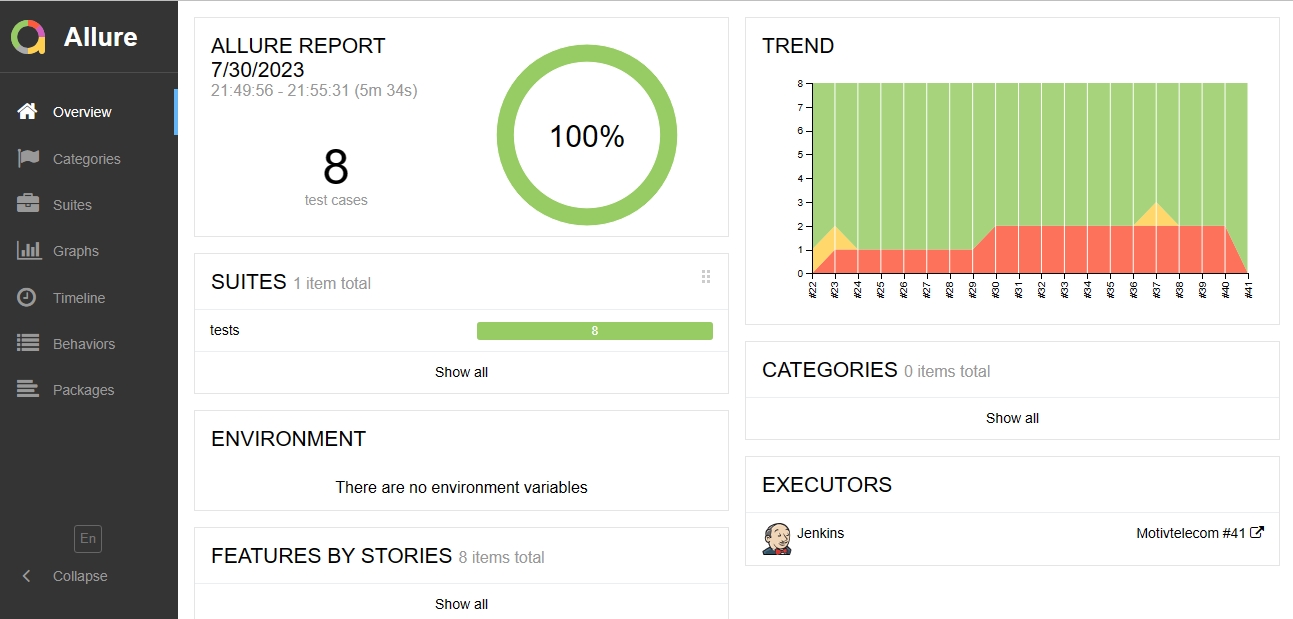 Allure
Overview
Categories
Suites
Graphs
Timeline
Behaviors
Packages
En
Collapse
ALLURE REPORT
7/30/2023
21:49:56 - 21:55:31 (5m 34s)
8
test cases
100%
SUITES 1 item total
tests 8
Show all
ENVIRONMENT
There are no environment variables
FEATURES BY STORIES 8 items total
Show all
TREND
8
7
6
5
4
3
2
1
0
#22 #23 #24 #25 #26 #27 #28 #29 #30 #31 #32 #33 #34 #35 #36 #37 #38 #39 #40 #41
CATEGORIES 0 items total
Show all
EXECUTORS
Jenkins Motivtelecom #41